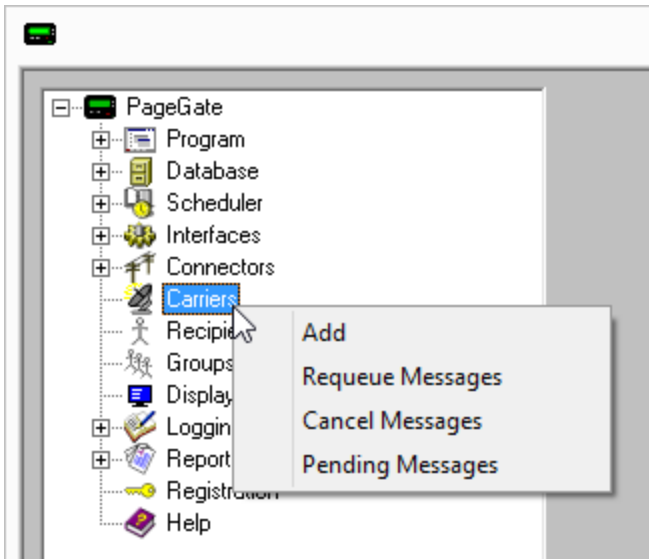 PageGate
Program
Database
Scheduler
Interfaces
Connectors
Carriers
Add
Requeue Messages
Groups
Cancel Messages
Display
Pending Messages
Registration
Help